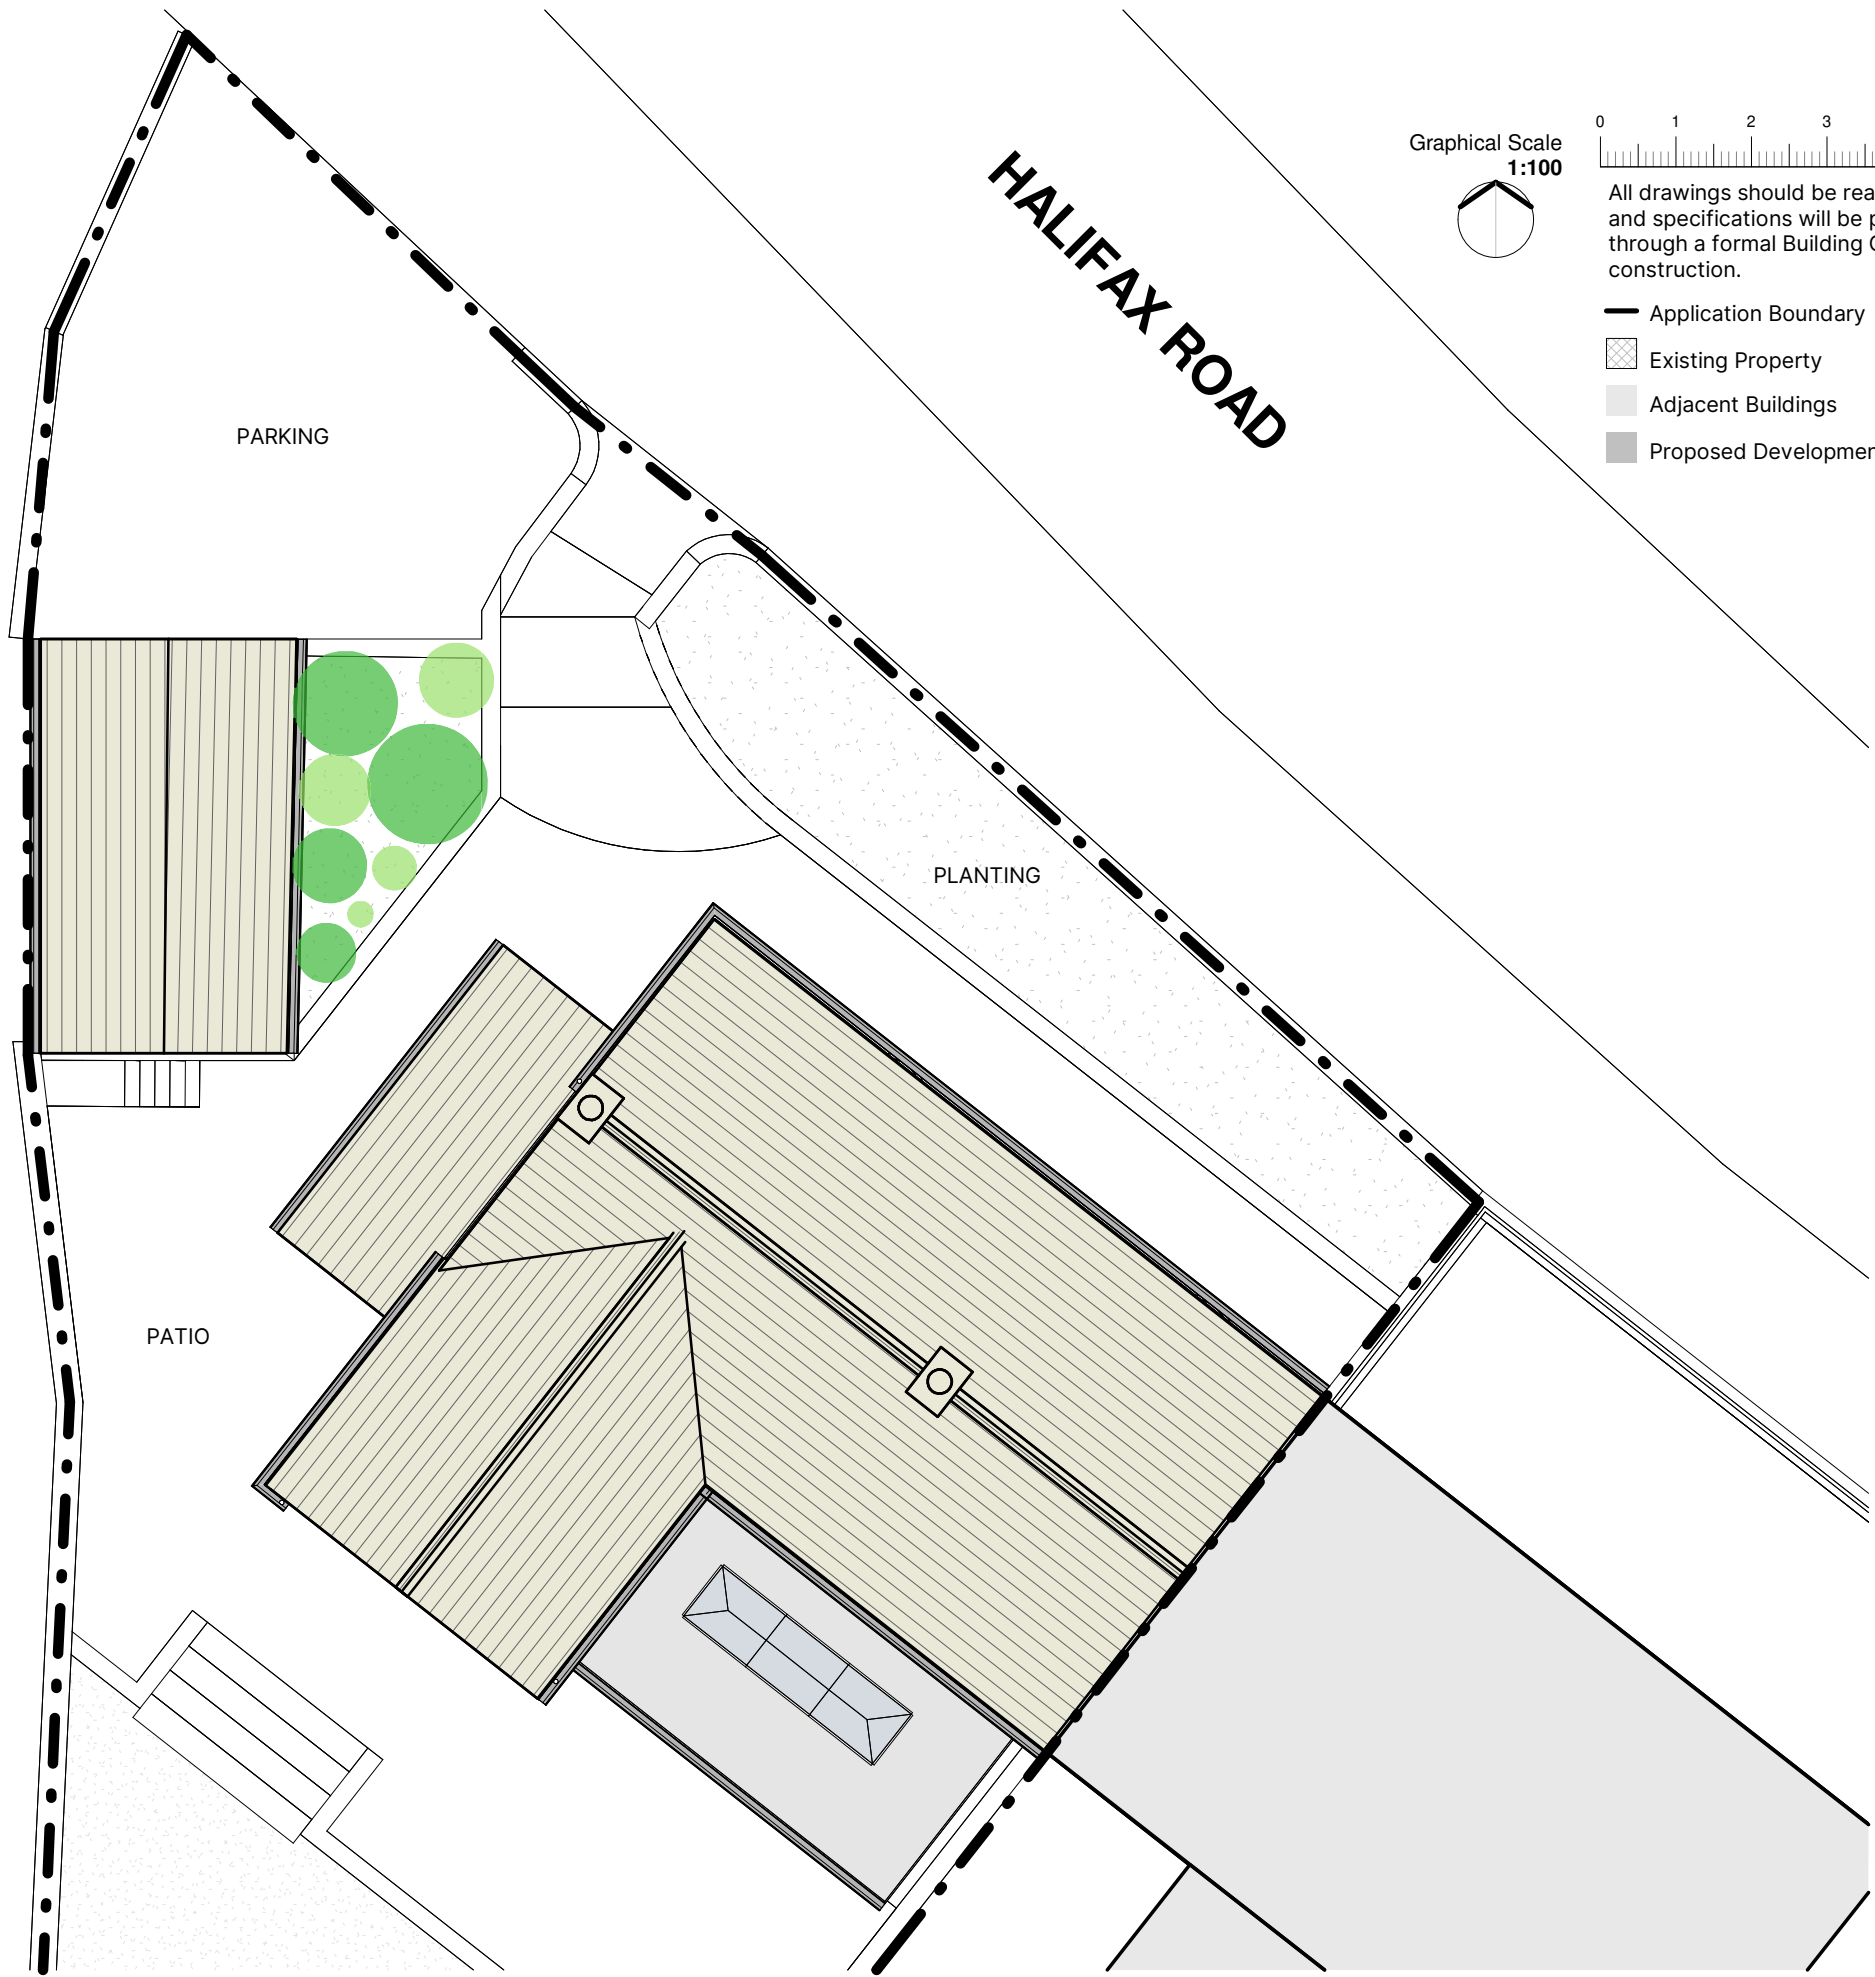 HALIFAX ROAD
Graphical Scale
1:100
0 1 2 3
All drawings should be rea
and specifications will be p
through a formal Building
construction.
Application Boundary
Existing Property
Adjacent Buildings
Proposed Developmen
PARKING
PLANTING
PATIO